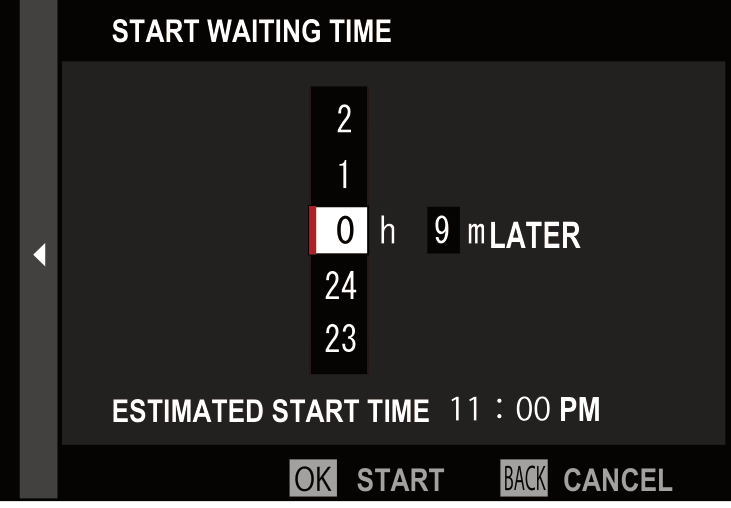 START WAITING TIME
2
1
0 h 9 m LATER
24
23
ESTIMATED START TIME 11 : 00 PM
OK START BACK CANCEL